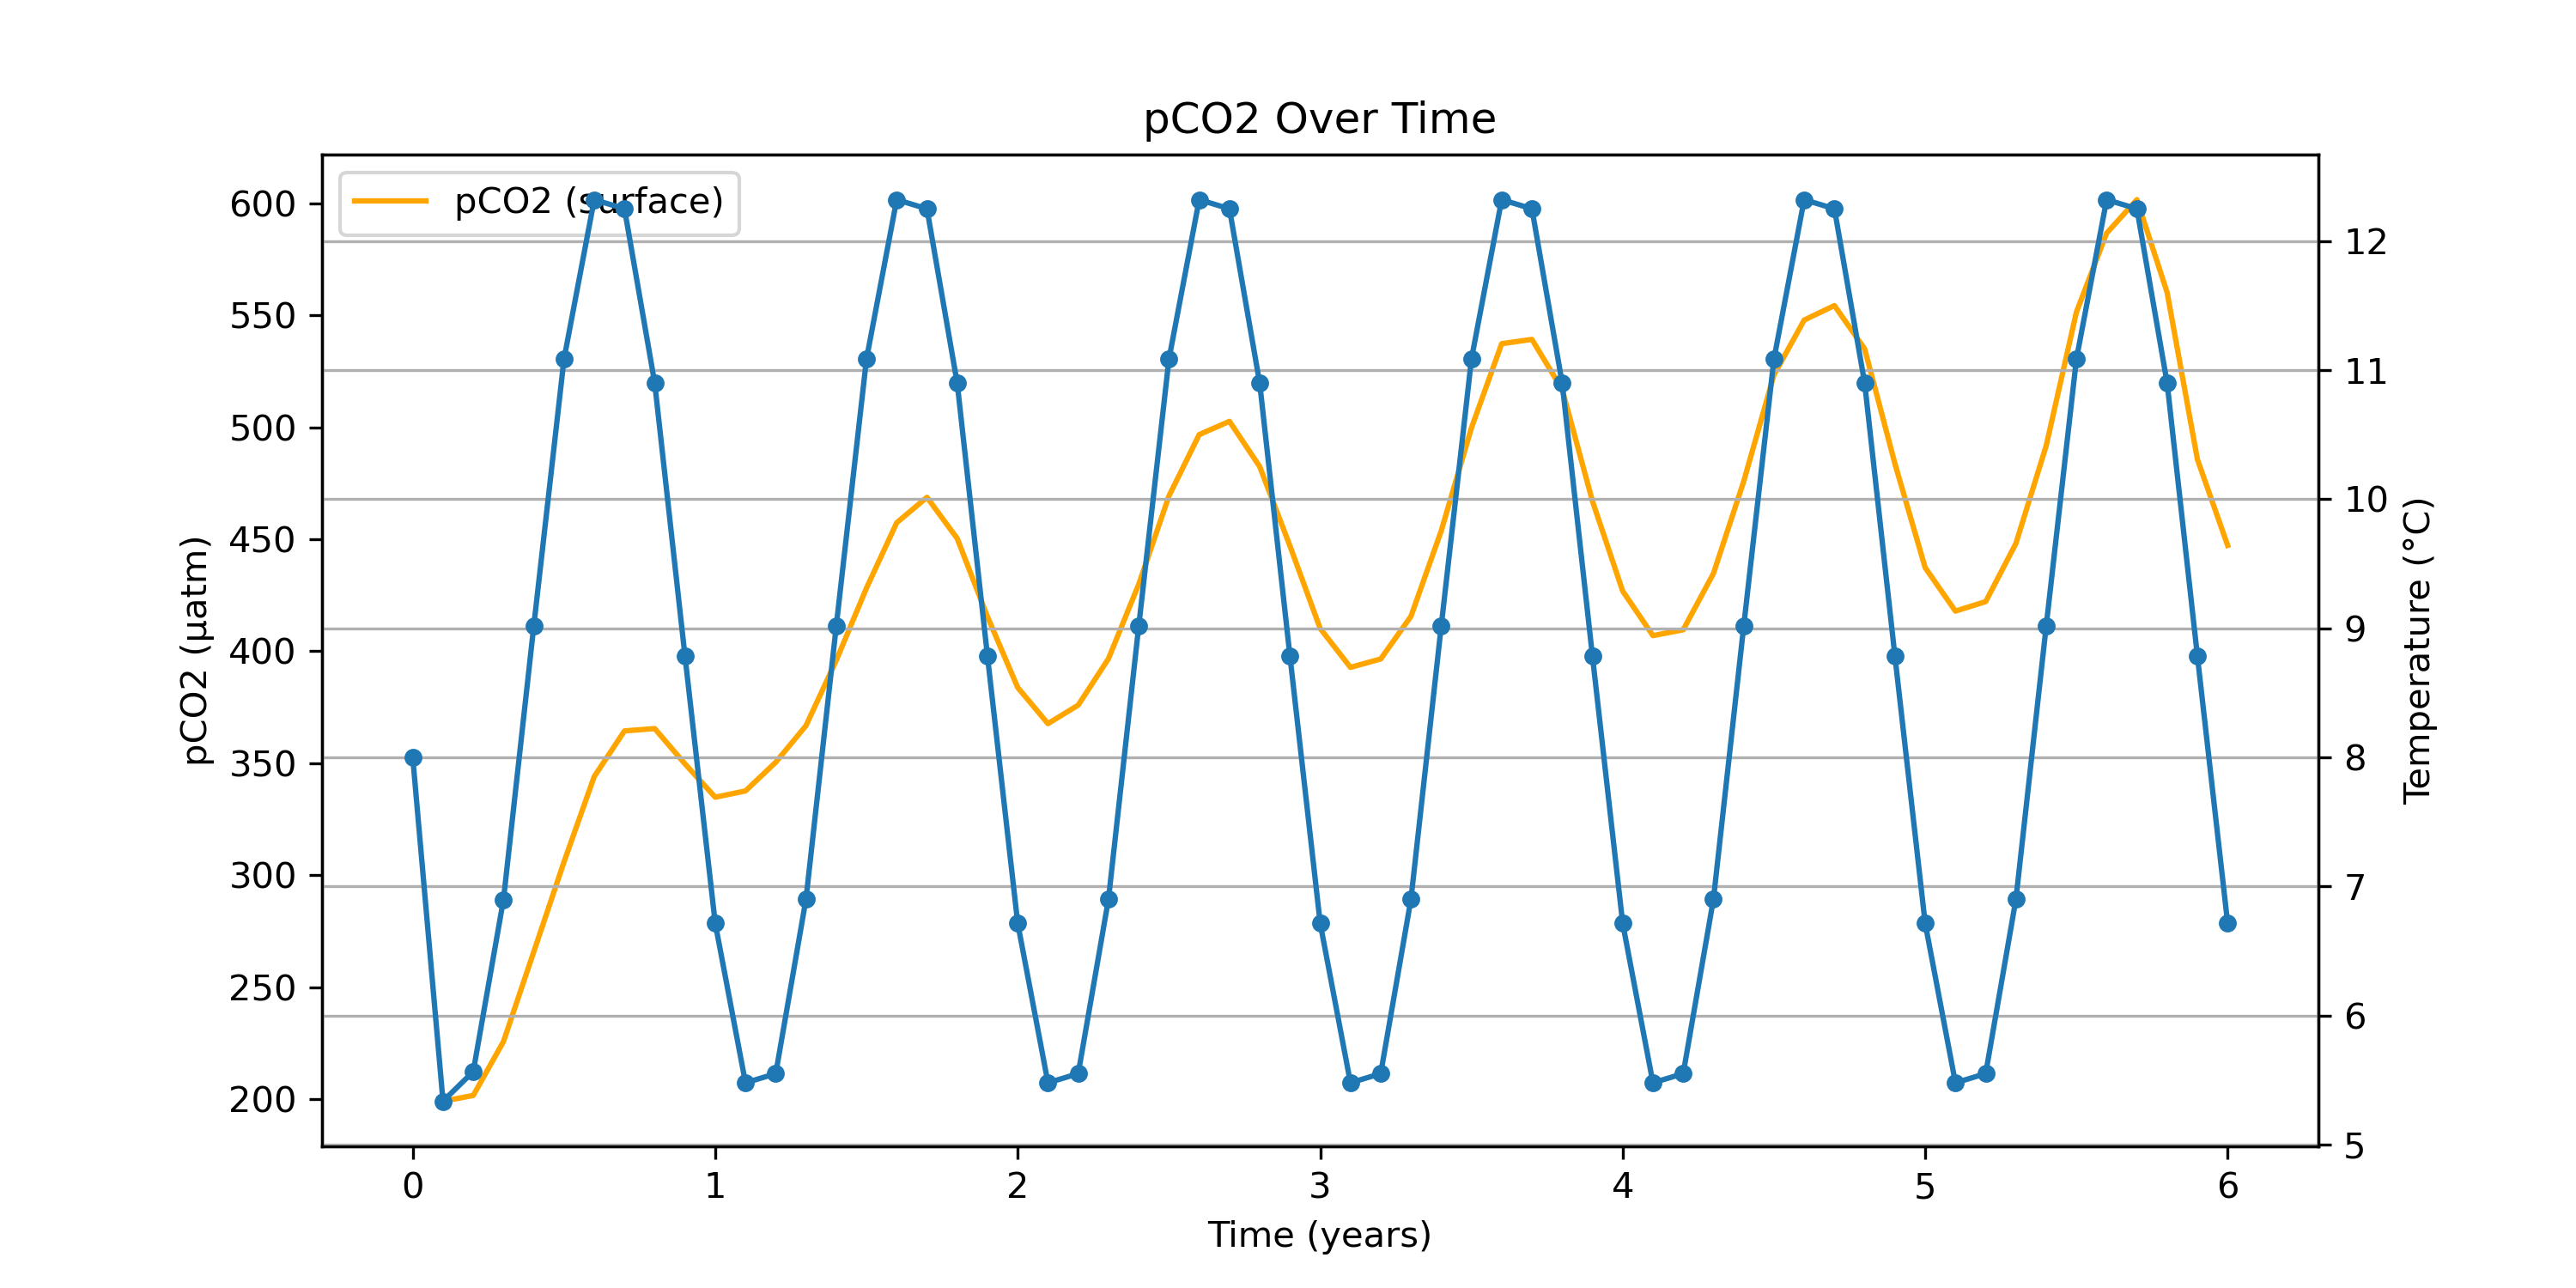 pCO2 Over Time
pCO2 (surface)
600
550
500
450
400
350
300
250
200
pCO2 (μatm)
12
11
10
9
8
7
6
5
Temperature (°C)
0 1 2 3 4 5 6
Time (years)